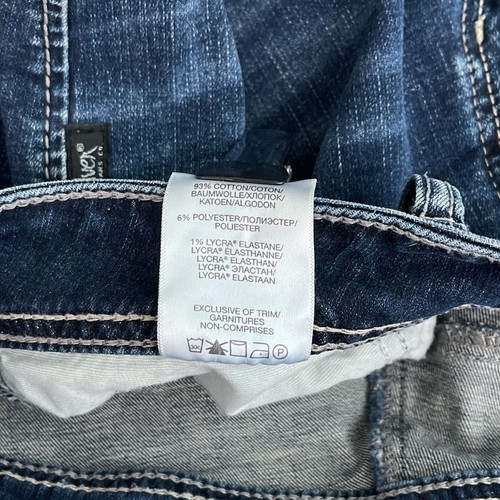 93% COTTON/COTON/
BAUMWOLLE/ХЛОПОК/
KATOEN/ALGODON
6% POLYESTER/ПОЛИЭСТЕР/
POLIESTER
1% LYCRA® ELASTANE/
LYCRA® ÉLASTHANNE/
LYCRA® ELASTHAN/
LYCRA® ЭЛАСТАН/
LYCRA® ELASTAAN
EXCLUSIVE OF TRIM/
GARNITURES
NON-COMPRISES